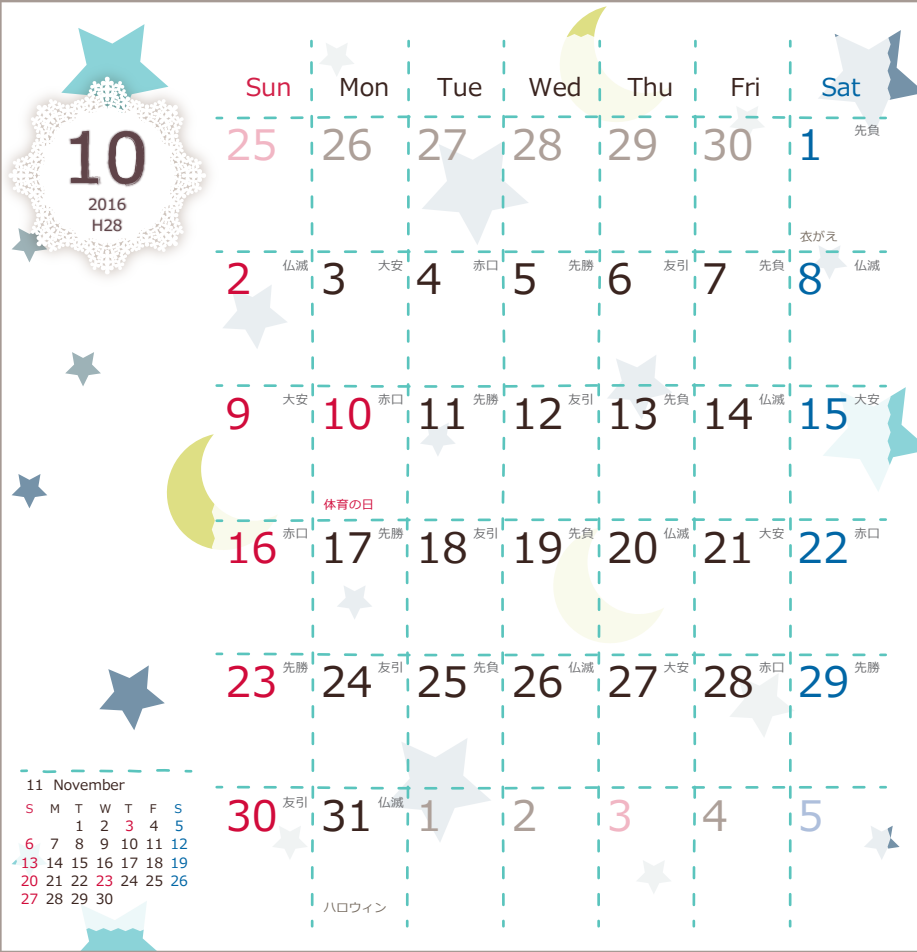 10
2016
H28
Sun Mon Tue Wed Thu Fri Sat
25 26 27 28 29 30 1 先負
衣がえ
2 仏滅 3 大安 4 赤口 5 先勝 6 友引 7 先負 8 仏滅
9 大安 10 赤口 11 先勝 12 友引 13 先負 14 仏滅 15 大安
体育の日
16 赤口 17 先勝 18 友引 19 先負 20 仏滅 21 大安 22 赤口
23 先勝 24 友引 25 先負 26 仏滅 27 大安 28 赤口 29 先勝
30 友引 31 仏滅 1 2 3 4 5
ハロウィン
11 November
S M T W T F S
1 2 3 4 5
6 7 8 9 10 11 12
13 14 15 16 17 18 19
20 21 22 23 24 25 26
27 28 29 30